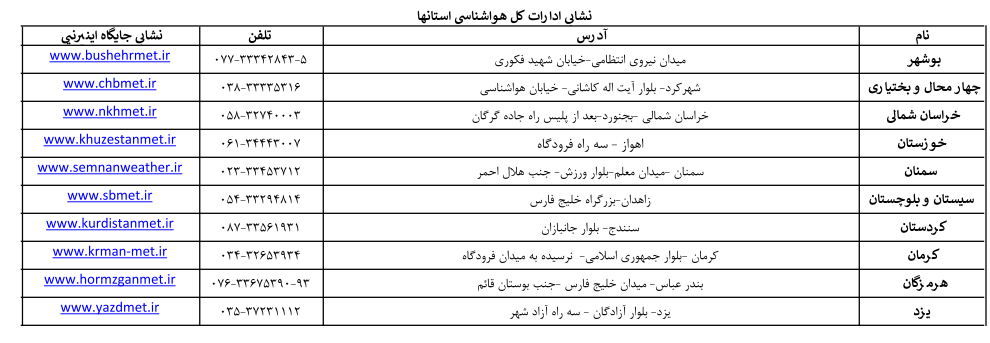 نشانی ادارات کل هواشناسی استانها
نام آدرس تلفن نشانی جایگاه اینترنیی
بوشهر میدان نیروی انتظامی-خیابان شهید فکوری ۰۷۷-۳۳۳۴۲۸۴۳-۵ www.bushehrmet.ir
چهار محال و بختیاری شهرکرد- بلوار آیت اله کاشانی- خیابان هواشناسی ۰۳۸-۳۳۳۳۵۳۱۶ www.chbmet.ir
خراسان شمالی خراسان شمالی -بجنورد-بعد از پلیس راه جاده گرگان ۰۵۸-۳۲۷۴۰۰۰۳ www.nkhmet.ir
خوزستان اهواز - سه راه فرودگاه ۰۶۱-۳۴۴۴۳۰۰۷ www.khuzestanmet.ir
سمنان سمنان -میدان معلم-بلوار ورزش- جنب هلال احمر ۰۲۳-۳۳۴۵۳۷۱۲ www.semnanweather.ir
سیستان و بلوچستان زاهدان-بزرگراه خلیج فارس ۰۵۴-۳۳۲۹۴۸۱۴ www.sbmet.ir
کردستان سنندج- بلوار جانبازان ۰۸۷-۳۳۵۶۱۹۳۱ www.kurdistanmet.ir
کرمان کرمان -بلوار جمهوری اسلامی- نرسیده به میدان فرودگاه ۰۳۴-۳۲۶۵۳۹۳۴ www.krman-met.ir
هرمزگان بندر عباس- میدان خلیج فارس -جنب بوستان قائم ۰۷۶-۳۳۶۷۵۳۹۰-۹۳ www.hormzganmet.ir
یزد یزد- بلوار آزادگان - سه راه آزاد شهر ۰۳۵-۳۷۲۳۱۱۱۲ www.yazdmet.ir